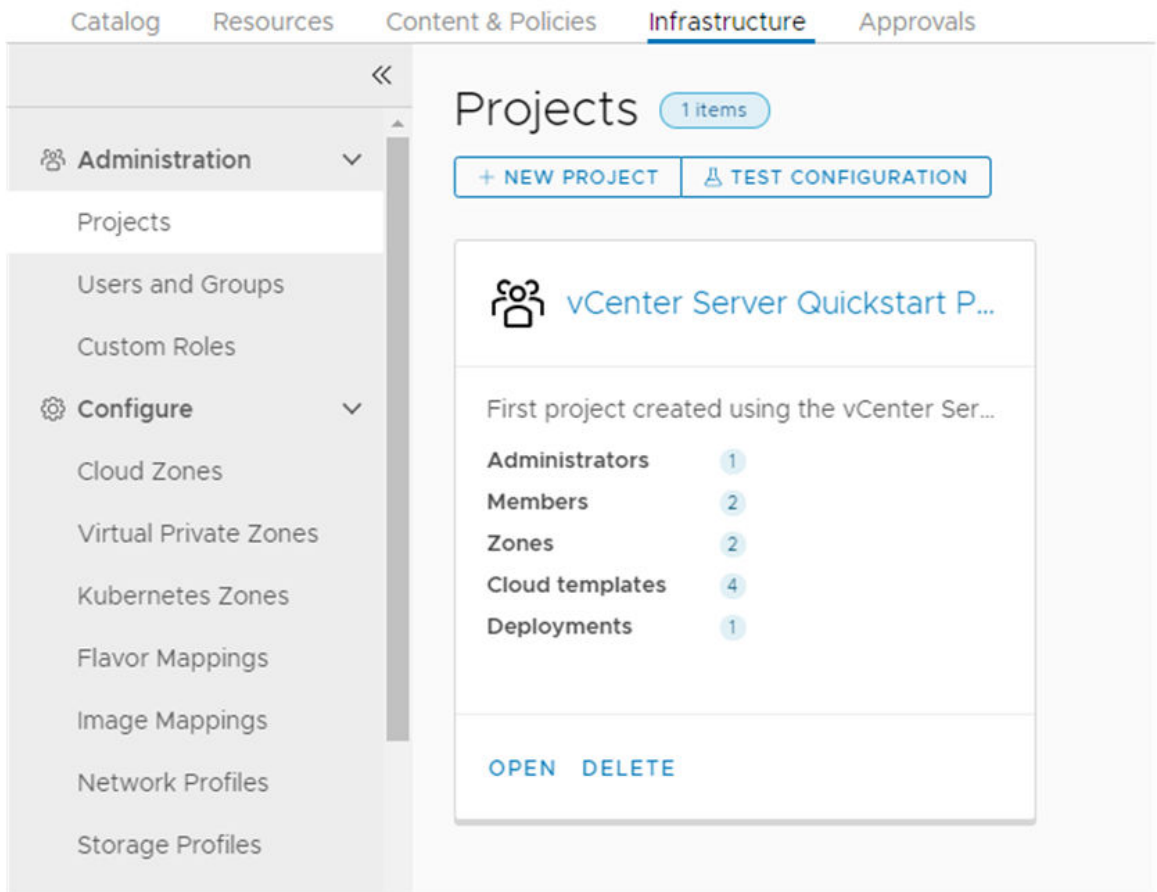 Catalog Resources Content & Policies Infrastructure Approvals
Administration
Projects
Users and Groups
Custom Roles
Configure
Cloud Zones
Virtual Private Zones
Kubernetes Zones
Flavor Mappings
Image Mappings
Network Profiles
Storage Profiles
Projects 1 items
+ NEW PROJECT TEST CONFIGURATION
vCenter Server Quickstart P...
First project created using the vCenter Ser...
Administrators 1
Members 2
Zones 2
Cloud templates 4
Deployments 1
OPEN DELETE